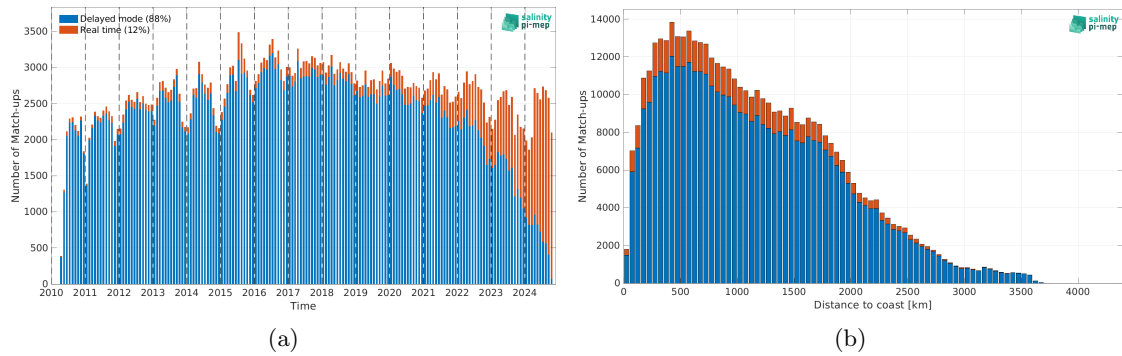 Delayed mode (88%)
Real time (12%)
salinity
pi-mep
Number of Match-ups
3500
3000
2500
2000
1500
1000
500
0
2010 2011 2012 2013 2014 2015 2016 2017 2018 2019 2020 2021 2022 2023 2024
Time
(a)
salinity
pi-mep
Number of Match-ups
14000
12000
10000
8000
6000
4000
2000
0
0 500 1000 1500 2000 2500 3000 3500 4000
Distance to coast [km]
(b)